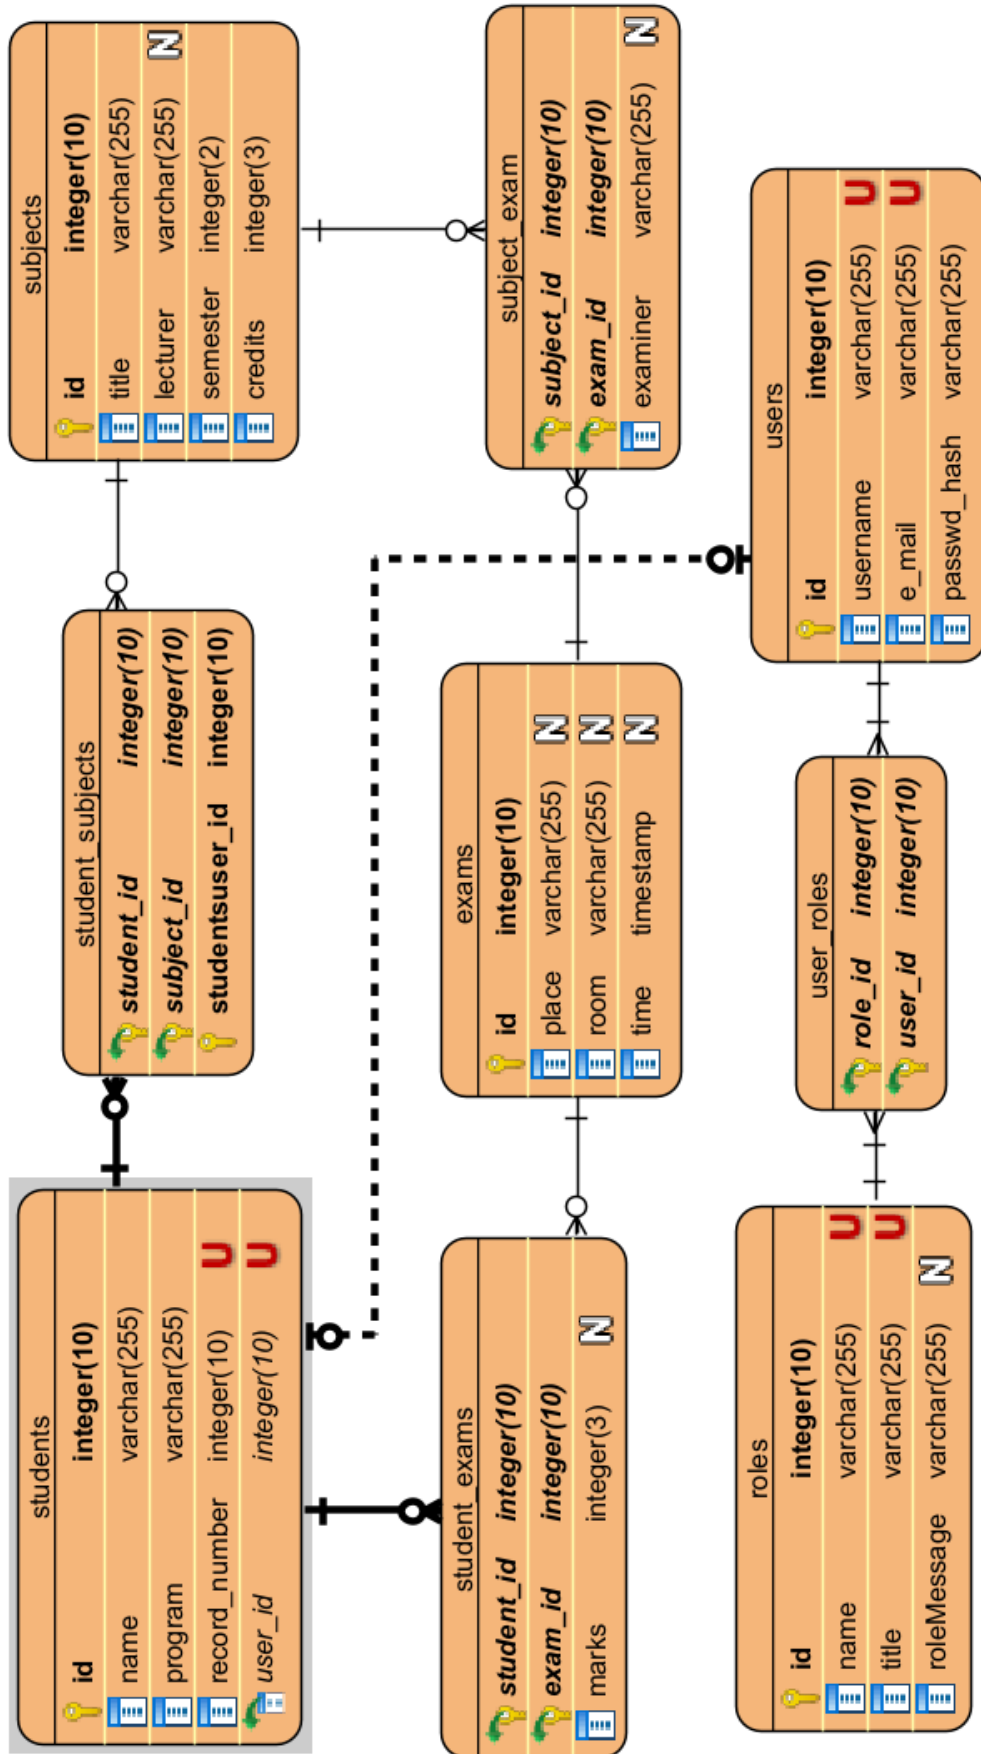 students
id integer(10)
name varchar(255)
program varchar(255)
record_number integer(10) U
user_id integer(10) U
student_subjects
student_id integer(10)
subject_id integer(10)
studentsuser_id integer(10)
subjects
id integer(10)
title varchar(255)
lecturer varchar(255) N
semester integer(2)
credits integer(3)
student_exams
student_id integer(10)
exam_id integer(10)
marks integer(3) N
exams
id integer(10)
place varchar(255) N
room varchar(255) N
time timestamp N
subject_exam
subject_id integer(10)
exam_id integer(10)
examiner varchar(255) N
roles
id integer(10)
name varchar(255) U
title varchar(255) U
roleMessage varchar(255) N
user_roles
role_id integer(10)
user_id integer(10)
users
id integer(10)
username varchar(255) U
e_mail varchar(255) U
passwd_hash varchar(255)